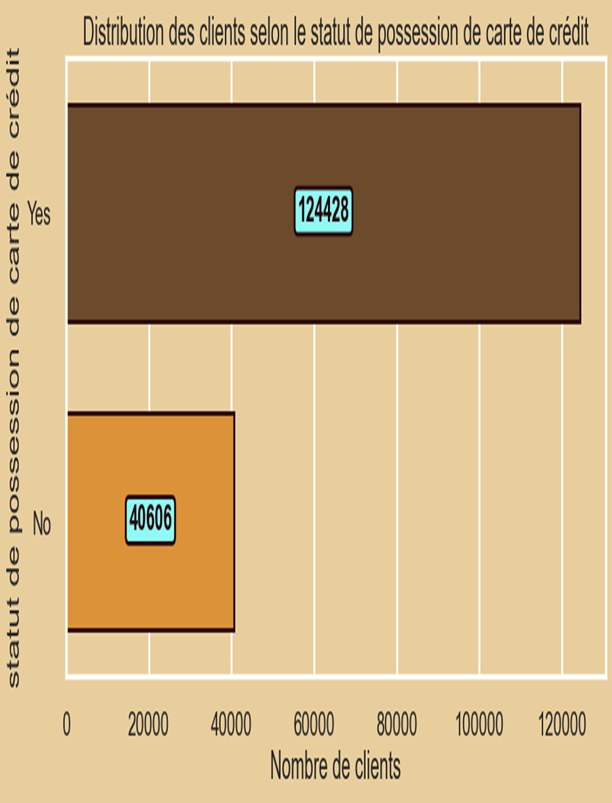 Distribution des clients selon le statut de possession de carte de crédit
statut de possession de carte de crédit
Yes
124428
No
40606
0 20000 40000 60000 80000 100000 120000
Nombre de clients